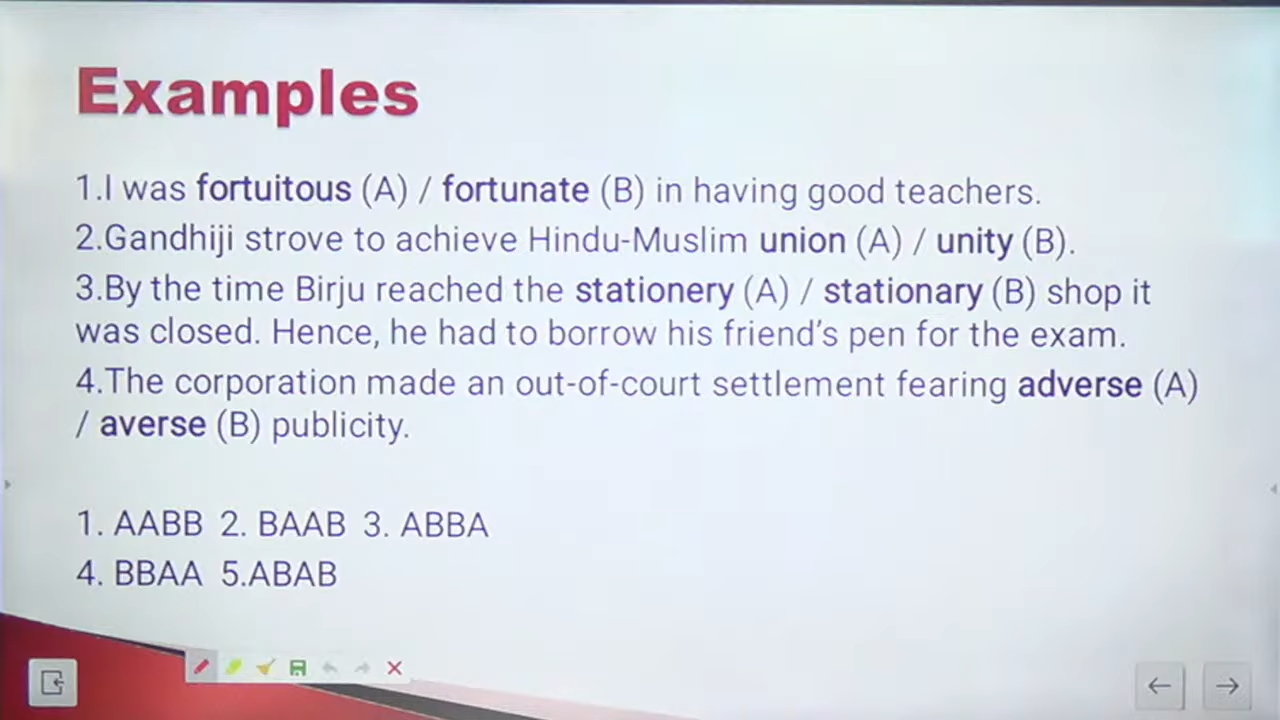 Examples
1.I was fortuitous (A) / fortunate (B) in having good teachers.
2.Gandhiji strove to achieve Hindu-Muslim union (A) / unity (B).
3.By the time Birju reached the stationery (A) / stationary (B) shop it
was closed. Hence, he had to borrow his friend’s pen for the exam.
4.The corporation made an out-of-court settlement fearing adverse (A)
/ averse (B) publicity.
1. AABB 2. BAAB 3. ABBA
4. BBAA 5.ABAB